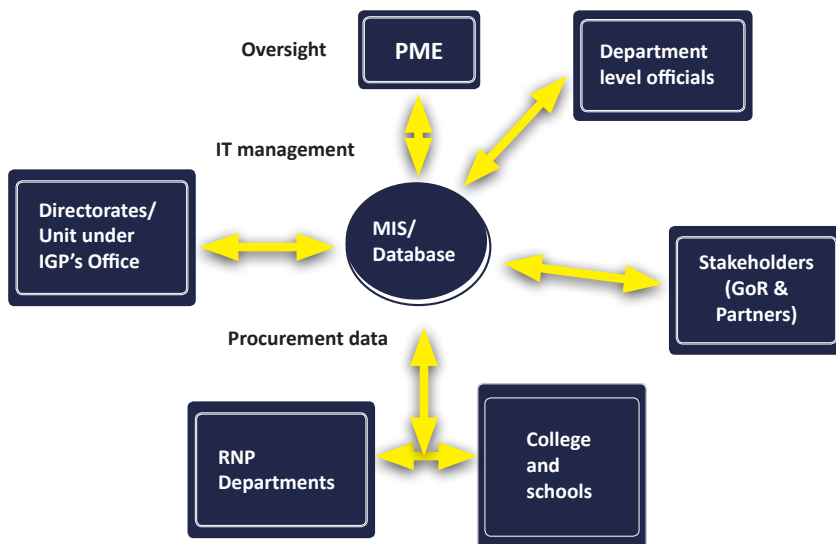 Oversight
PME
Department
level officials
IT management
Directorates/
Unit under
IGP’s Office
MIS/
Database
Stakeholders
(GoR &
Partners)
Procurement data
RNP
Departments
College
and
schools